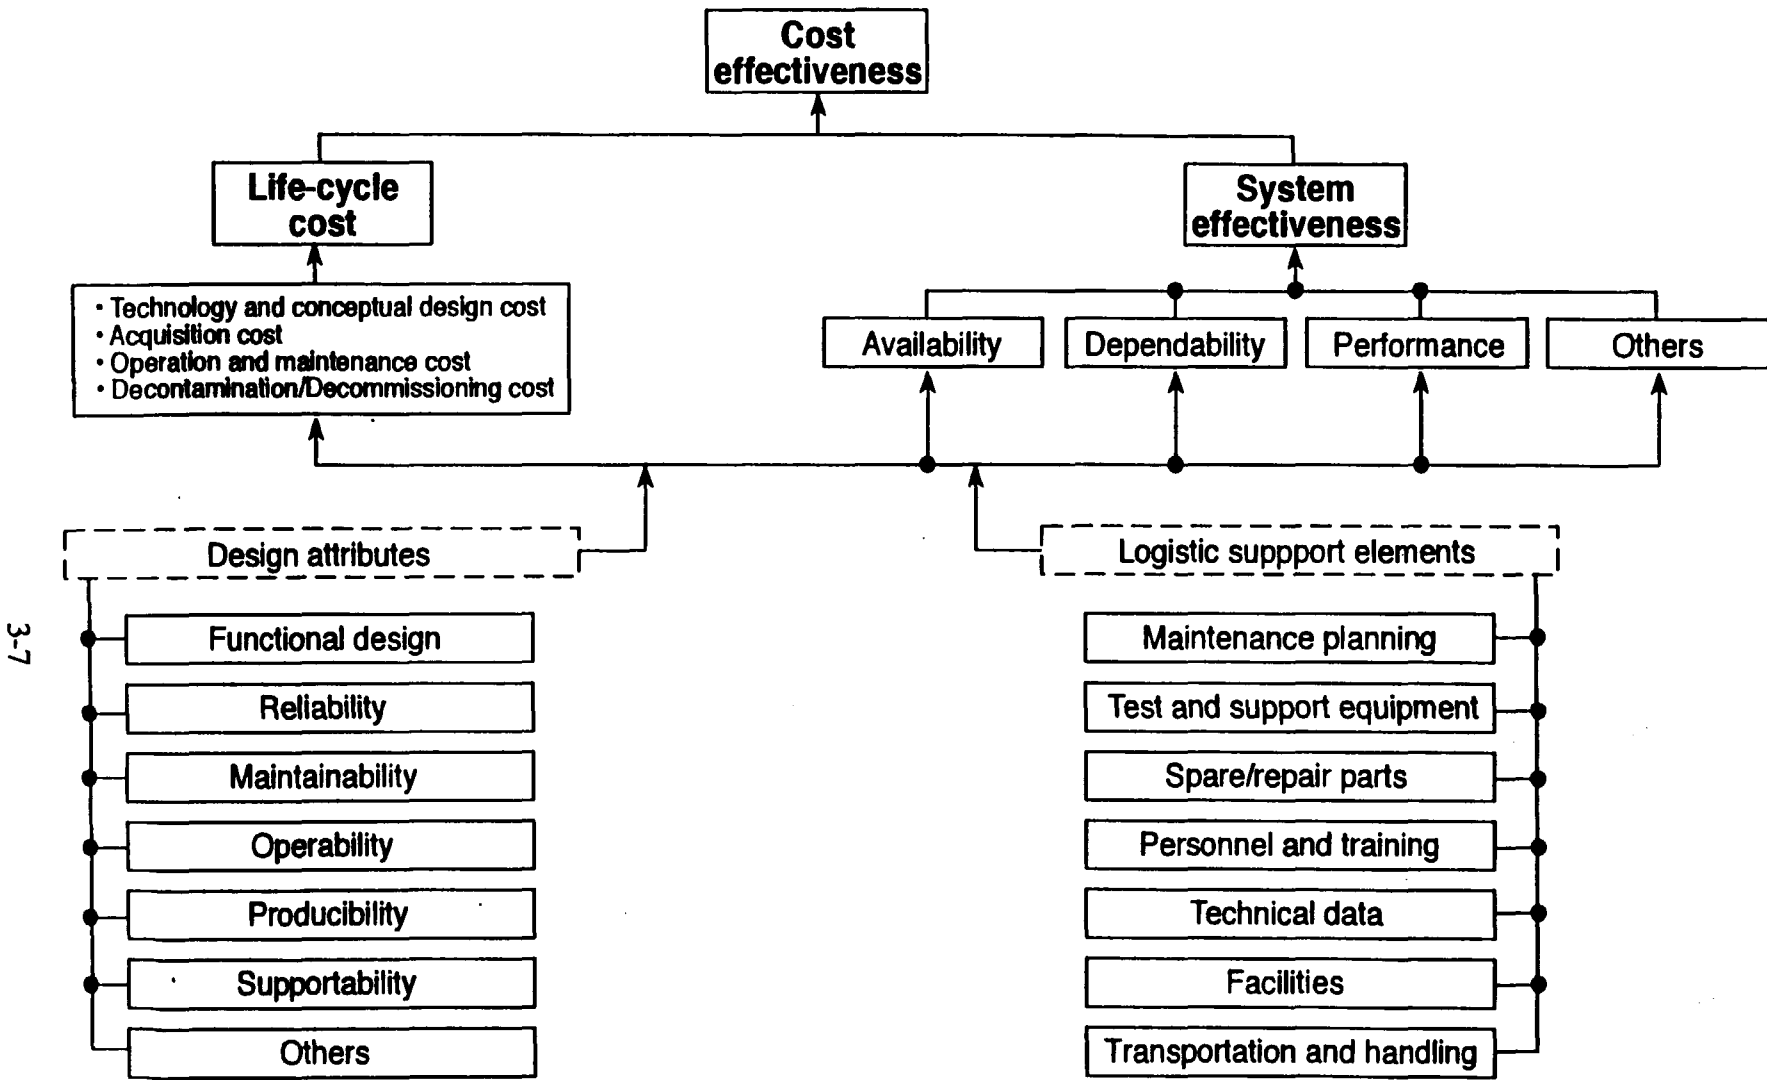 Cost
effectiveness
Life-cycle
cost
System
effectiveness
• Technology and conceptual design cost
• Acquisition cost
• Operation and maintenance cost
• Decontamination/Decommissioning cost
Availability
Dependability
Performance
Others
Design attributes
Functional design
Reliability
Maintainability
Operability
Producibility
Supportability
Others
Logistic suppport elements
Maintenance planning
Test and support equipment
Spare/repair parts
Personnel and training
Technical data
Facilities
Transportation and handling
3-7